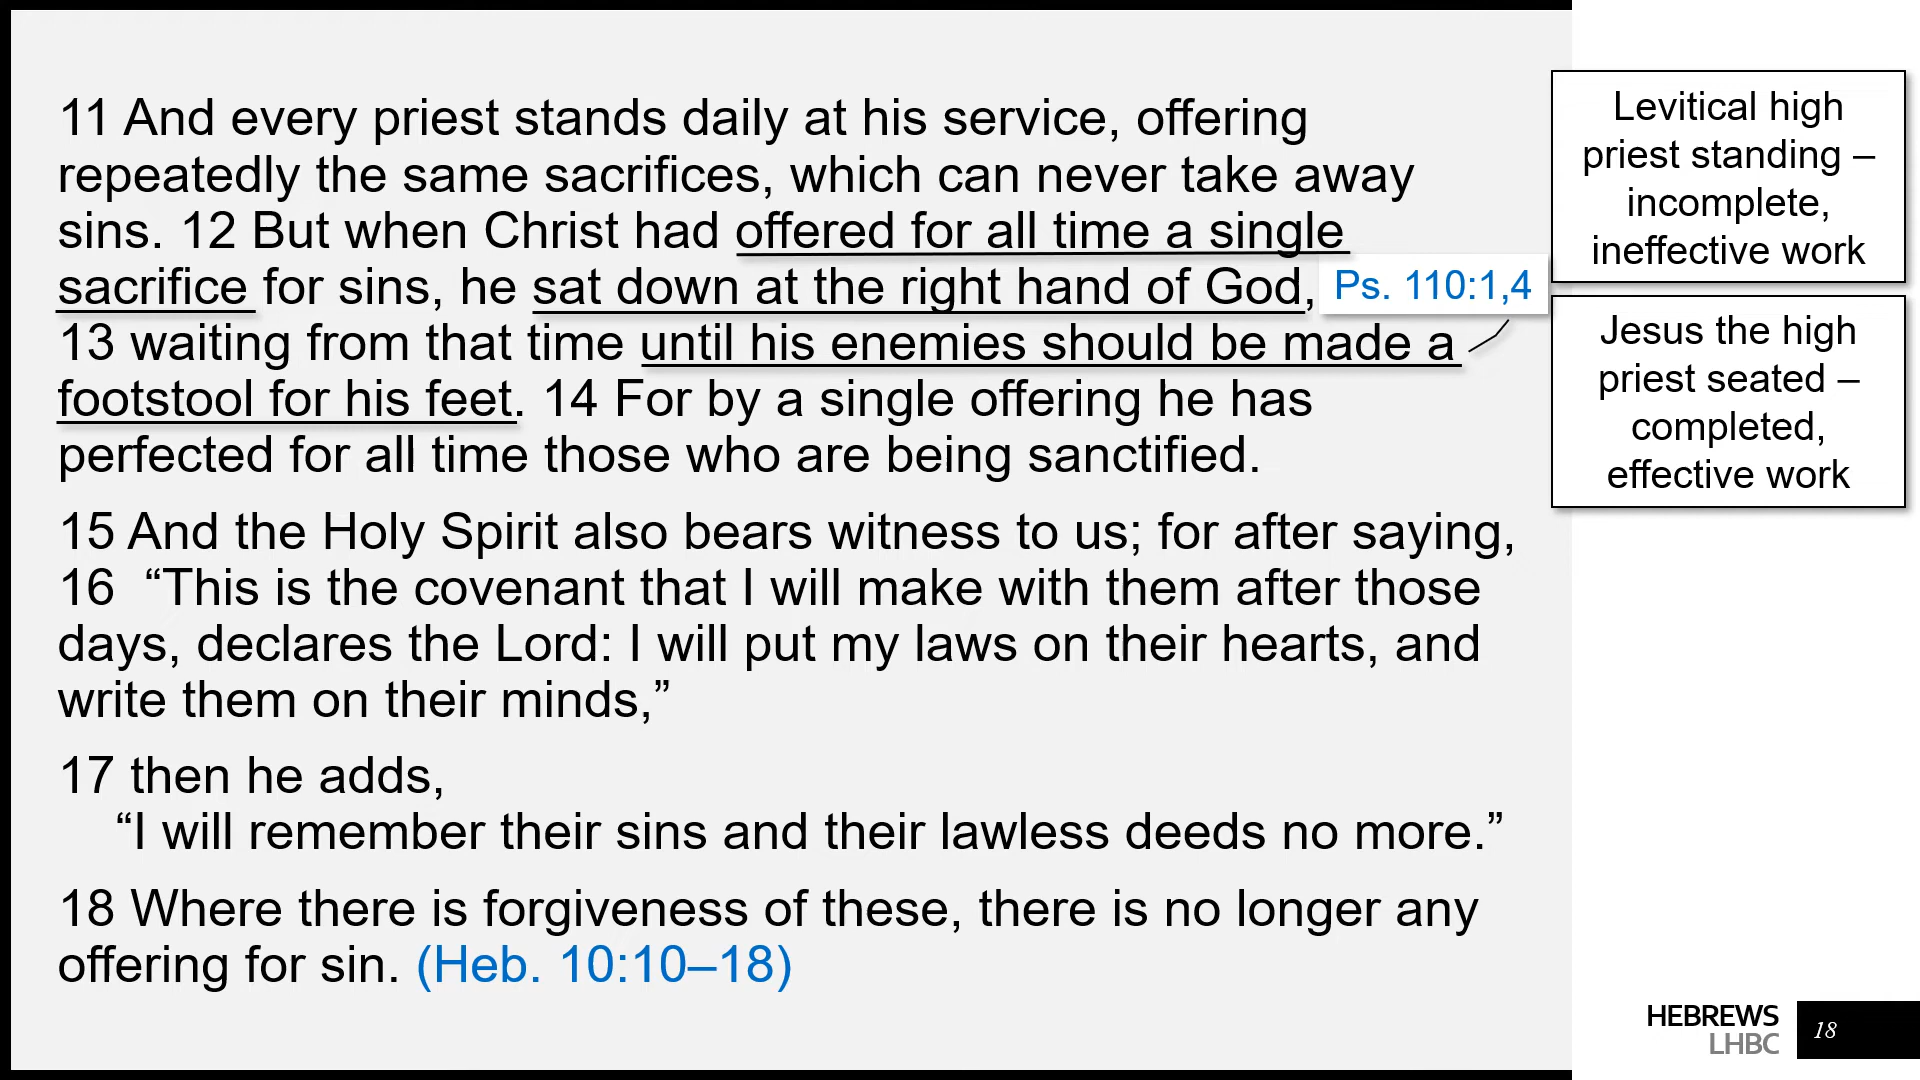 11 And every priest stands daily at his service, offering
repeatedly the same sacrifices, which can never take away
sins. 12 But when Christ had offered for all time a single
sacrifice for sins, he sat down at the right hand of God,
13 waiting from that time until his enemies should be made a
footstool for his feet. 14 For by a single offering he has
perfected for all time those who are being sanctified.
15 And the Holy Spirit also bears witness to us; for after saying,
16 “This is the covenant that I will make with them after those
days, declares the Lord: I will put my laws on their hearts, and
write them on their minds,”
17 then he adds,
“I will remember their sins and their lawless deeds no more.”
18 Where there is forgiveness of these, there is no longer any
offering for sin. (Heb. 10:10–18)
Ps. 110:1,4
Levitical high
priest standing –
incomplete,
ineffective work
Jesus the high
priest seated –
completed,
effective work
HEBREWS
LHBC
18